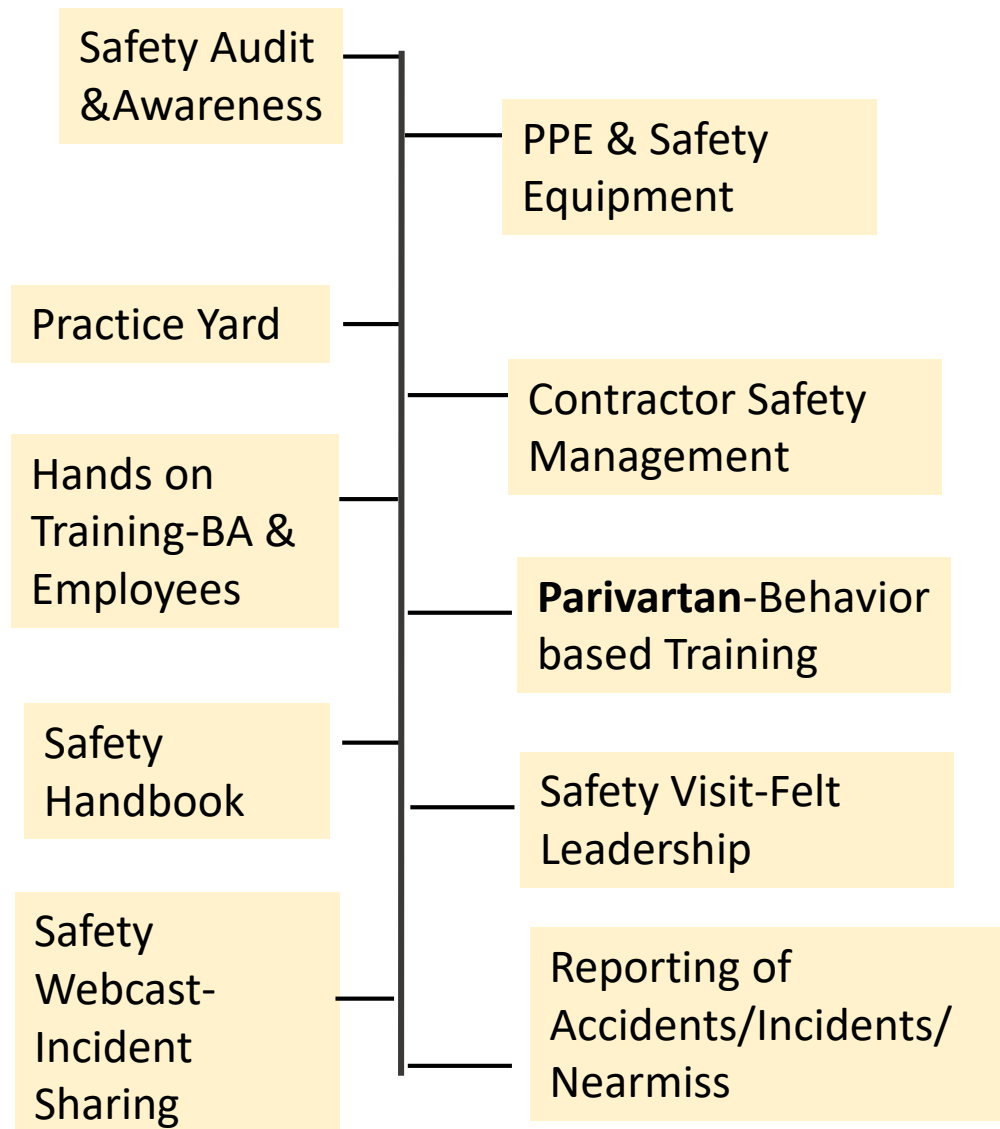 Safety Audit
&Awareness
PPE & Safety
Equipment
Practice Yard
Contractor Safety
Management
Hands on
Training-BA &
Employees
Parivartan-Behavior
based Training
Safety
Handbook
Safety Visit-Felt
Leadership
Safety
Webcast-
Incident
Sharing
Reporting of
Accidents/Incidents/
Nearmiss